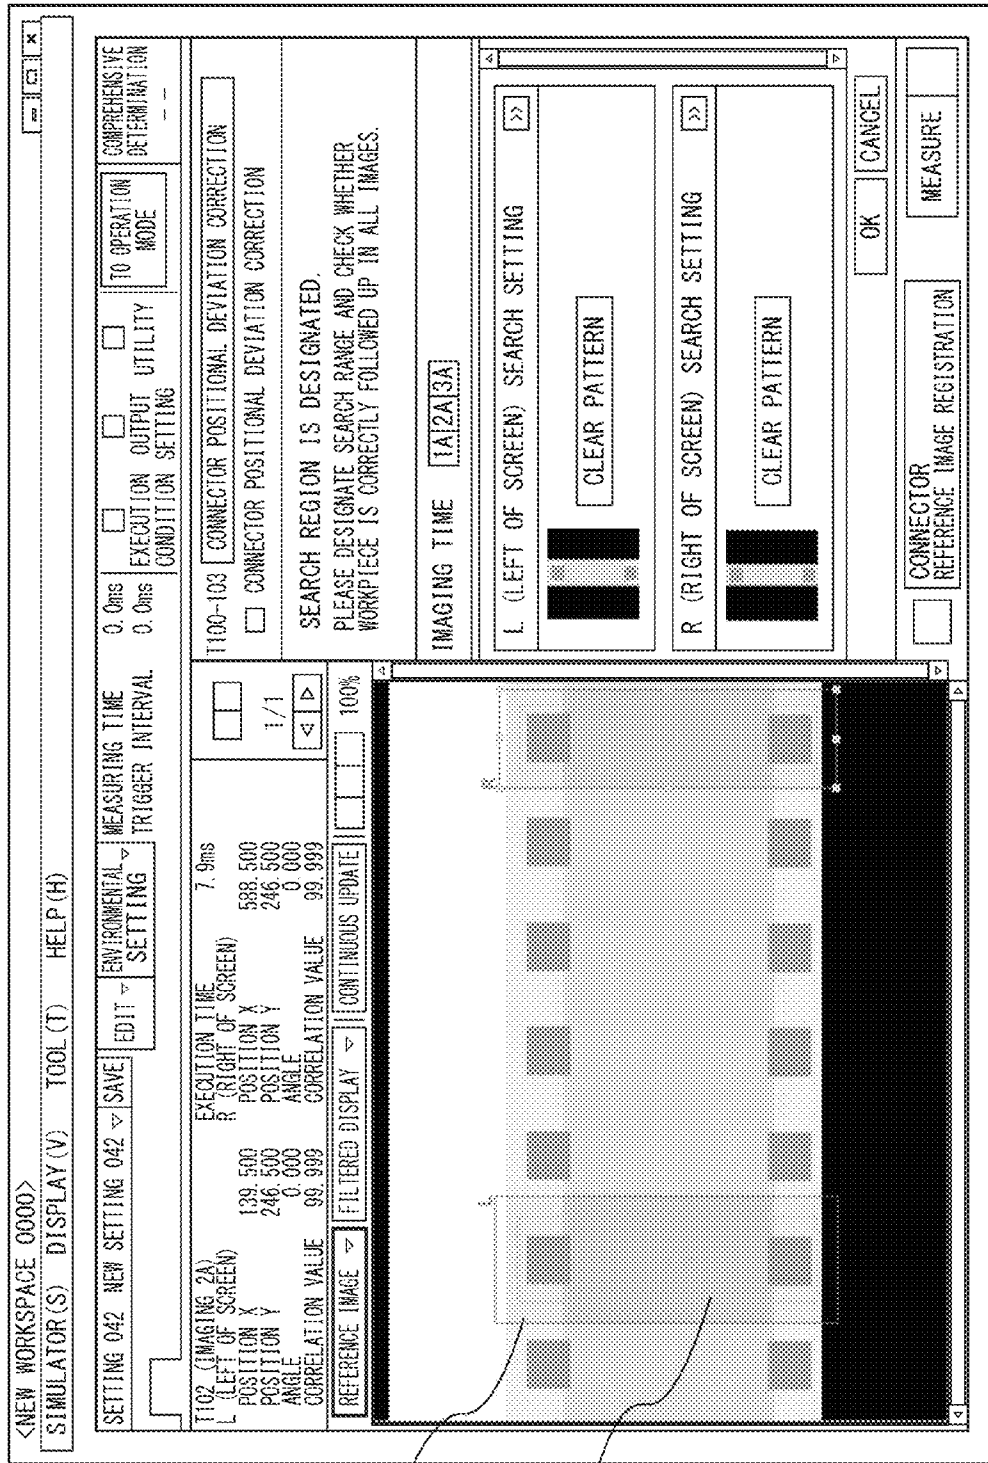 <NEW WORKSPACE 0000>
SIMULATOR(S) DISPLAY(V) TOOL(T) HELP(H)
SETTING 042 NEW SETTING 042 SAVE
EDIT
ENVIRONMENTAL
SETTING
MEASURING TIME 0.0ms
TRIGGER INTERVAL 0.0ms
EXECUTION
CONDITION
OUTPUT
SETTING
UTILITY
TO OPERATION
MODE
COMPREHENSIVE
DETERMINATION
--
T102 (IMAGING 2A)
L (LEFT OF SCREEN)
POSITION X 139.500
POSITION Y 246.500
ANGLE 0.000
CORRELATION VALUE 99.999
EXECUTION TIME 7.9ms
R (RIGHT OF SCREEN)
POSITION X 588.500
POSITION Y 246.500
ANGLE 0.000
CORRELATION VALUE 99.999
1/1
REFERENCE IMAGE
FILTERED DISPLAY
CONTINUOUS UPDATE
100%
L
R
T100-103 CONNECTOR POSITIONAL DEVIATION CORRECTION
CONNECTOR POSITIONAL DEVIATION CORRECTION
SEARCH REGION IS DESIGNATED.
PLEASE DESIGNATE SEARCH RANGE AND CHECK WHETHER
WORKPIECE IS CORRECTLY FOLLOWED UP IN ALL IMAGES.
IMAGING TIME 1A|2A|3A
L (LEFT OF SCREEN) SEARCH SETTING >>
CLEAR PATTERN
R (RIGHT OF SCREEN) SEARCH SETTING >>
CLEAR PATTERN
OK CANCEL
CONNECTOR
REFERENCE IMAGE REGISTRATION
MEASURE